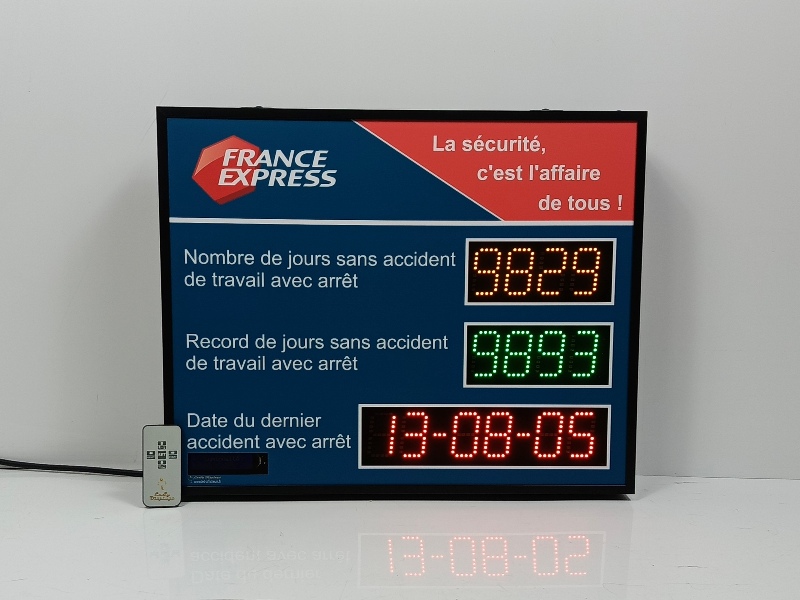 FRANCE
EXPRESS
La sécurité,
c'est l'affaire
de tous !
Nombre de jours sans accident
de travail avec arrêt
9829
Record de jours sans accident
de travail avec arrêt
9893
Date du dernier
accident avec arrêt
13-08-05